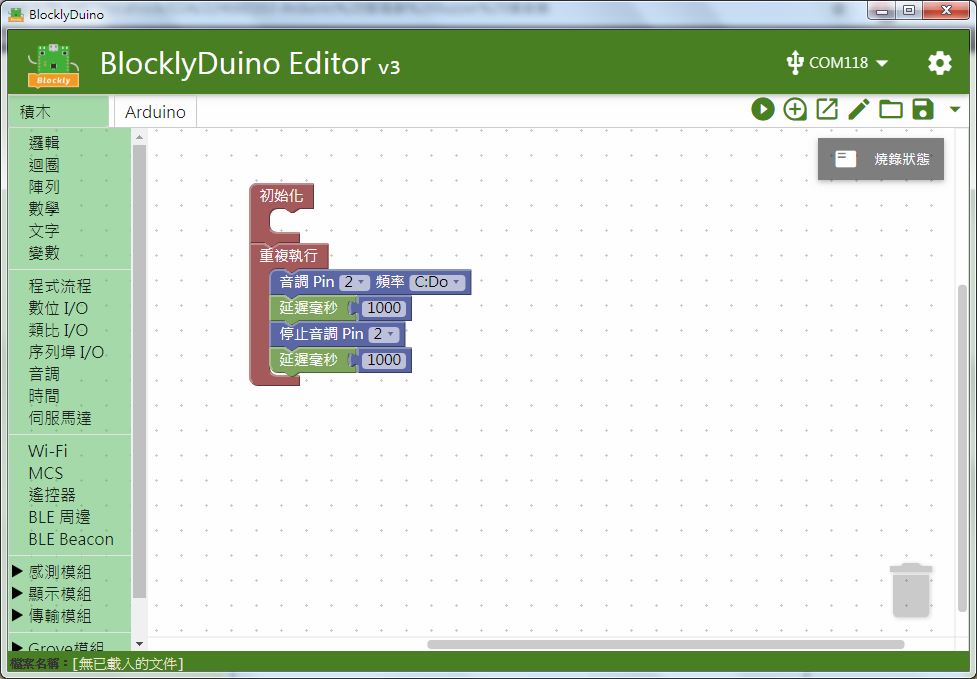 BlocklyDuino
Blockly
BlocklyDuino Editor v3
COM118
積木
Arduino
燒錄狀態
邏輯
迴圈
陣列
數學
文字
變數
程式流程
數位 I/O
類比 I/O
序列埠 I/O
音調
時間
伺服馬達
Wi-Fi
MCS
遙控器
BLE 周邊
BLE Beacon
感測模組
顯示模組
傳輸模組
Grove模組
初始化
重複執行
音調 Pin 2 頻率 C:Do
延遲毫秒 1000
停止音調 Pin 2
延遲毫秒 1000
檔案名稱：[無已載入的文件]